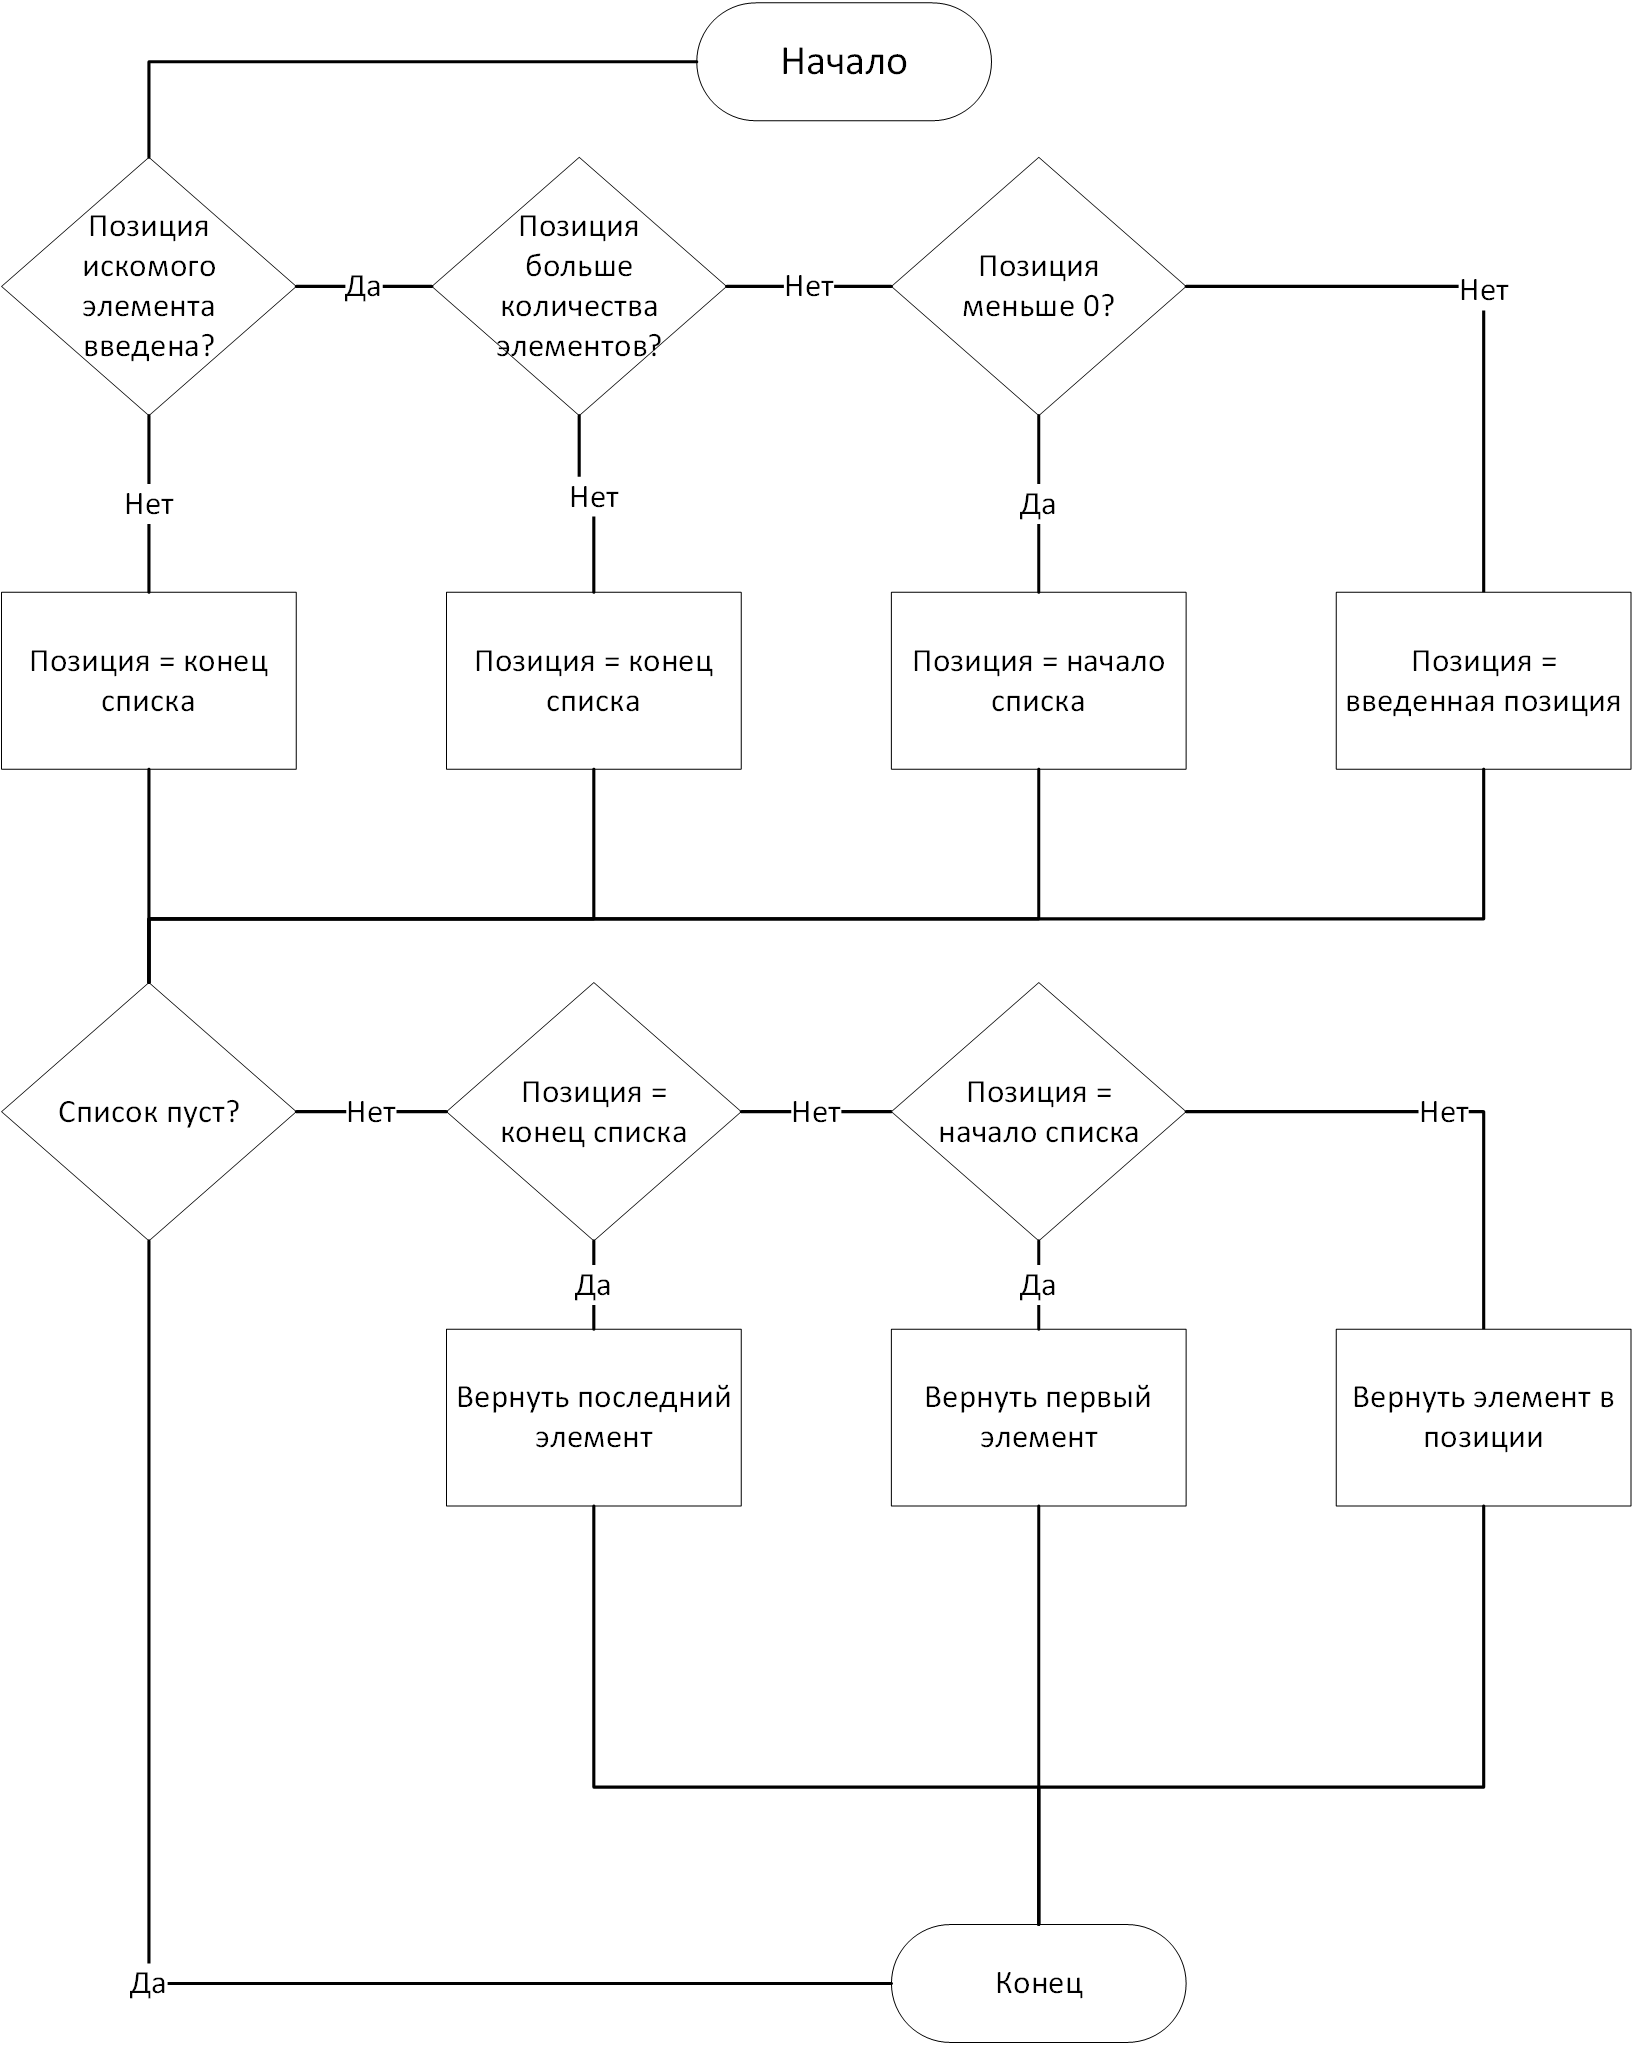 Начало
Позиция
искомого
элемента
введена?
Да
Позиция
больше
количества
элементов?
Нет
Позиция
меньше 0?
Нет
Нет
Нет
Да
Позиция = конец
списка
Позиция = конец
списка
Позиция = начало
списка
Позиция =
введенная позиция
Список пуст?
Нет
Позиция =
конец списка
Нет
Позиция =
начало списка
Нет
Да
Да
Вернуть последний
элемент
Вернуть первый
элемент
Вернуть элемент в
позиции
Да
Конец